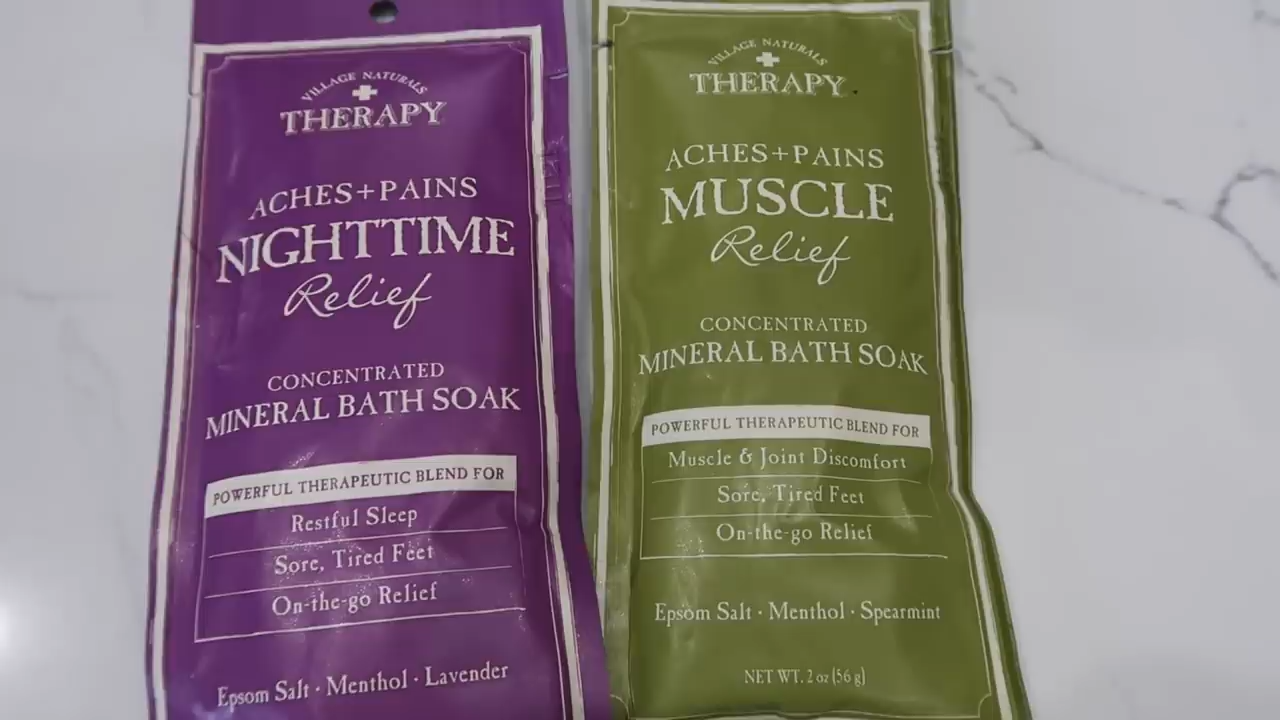 VILLAGE NATURALS
THERAPY
ACHES+PAINS
NIGHTTIME
Relief
CONCENTRATED
MINERAL BATH SOAK
POWERFUL THERAPEUTIC BLEND FOR
Restful Sleep
Sore, Tired Feet
On-the-go Relief
Epsom Salt · Menthol · Lavender
VILLAGE NATURALS
THERAPY
ACHES+PAINS
MUSCLE
Relief
CONCENTRATED
MINERAL BATH SOAK
POWERFUL THERAPEUTIC BLEND FOR
Muscle & Joint Discomfort
Sore, Tired Feet
On-the-go Relief
Epsom Salt · Menthol · Spearmint
NET WT. 2 oz (56 g)